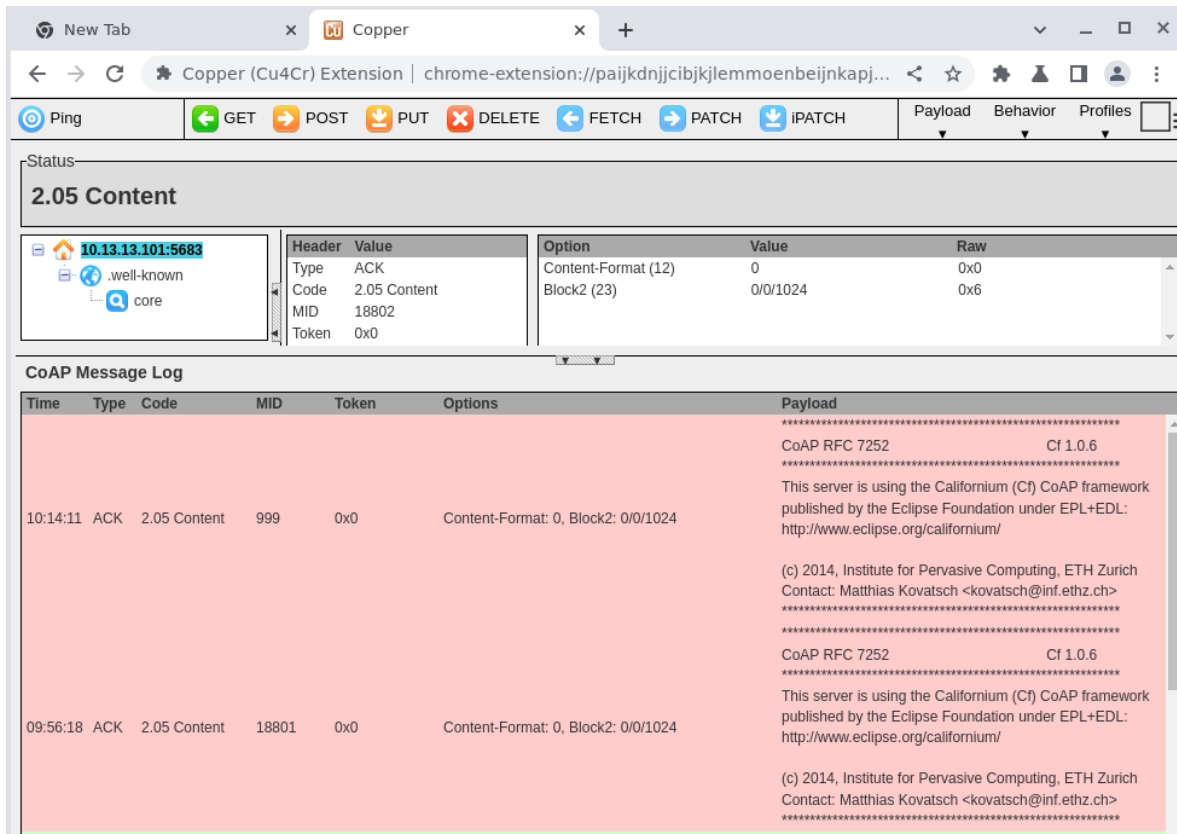 New Tab
Copper
Copper (Cu4Cr) Extension | chrome-extension://paijkdnjjcibjkjlemmoenbeijnkapj...
Ping GET POST PUT DELETE FETCH PATCH iPATCH Payload Behavior Profiles
Status
2.05 Content
10.13.13.101:5683
.well-known
core
Header Value
Type ACK
Code 2.05 Content
MID 18802
Token 0x0
Option Value Raw
Content-Format (12) 0 0x0
Block2 (23) 0/0/1024 0x6
CoAP Message Log
Time Type Code MID Token Options Payload
************************************************************
CoAP RFC 7252 Cf 1.0.6
************************************************************
This server is using the Californium (Cf) CoAP framework
published by the Eclipse Foundation under EPL+EDL:
10:14:11 ACK 2.05 Content 999 0x0 Content-Format: 0, Block2: 0/0/1024
http://www.eclipse.org/californium/
(c) 2014, Institute for Pervasive Computing, ETH Zurich
Contact: Matthias Kovatsch <kovatsch@inf.ethz.ch>
************************************************************
************************************************************
CoAP RFC 7252 Cf 1.0.6
************************************************************
This server is using the Californium (Cf) CoAP framework
published by the Eclipse Foundation under EPL+EDL:
09:56:18 ACK 2.05 Content 18801 0x0 Content-Format: 0, Block2: 0/0/1024
http://www.eclipse.org/californium/
(c) 2014, Institute for Pervasive Computing, ETH Zurich
Contact: Matthias Kovatsch <kovatsch@inf.ethz.ch>
************************************************************